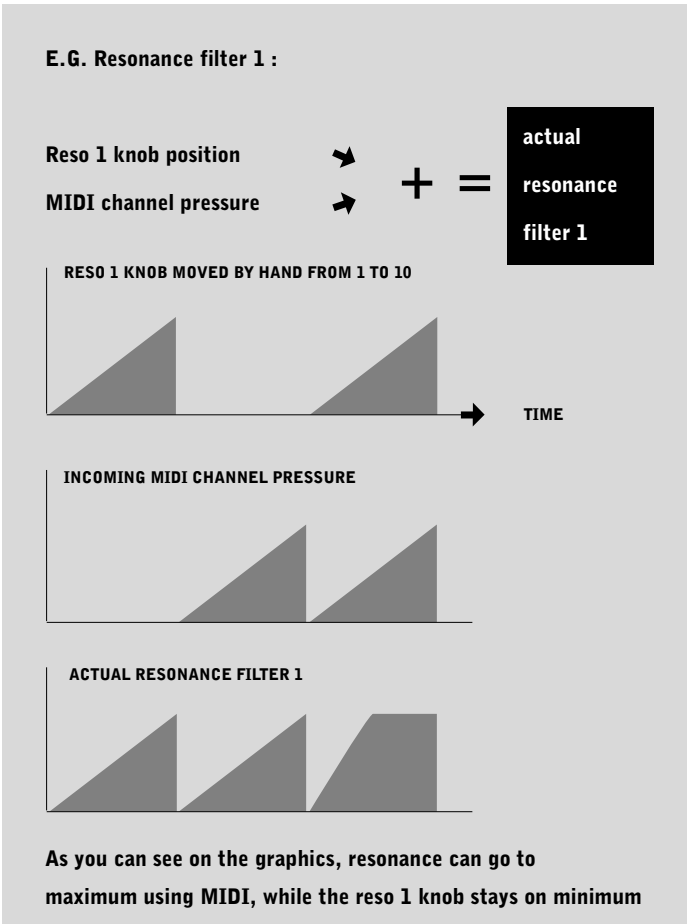 E.G. Resonance filter 1 :
Reso 1 knob position
MIDI channel pressure
+ =
actual
resonance
filter 1
RESO 1 KNOB MOVED BY HAND FROM 1 TO 10
TIME
INCOMING MIDI CHANNEL PRESSURE
ACTUAL RESONANCE FILTER 1
As you can see on the graphics, resonance can go to
maximum using MIDI, while the reso 1 knob stays on minimum